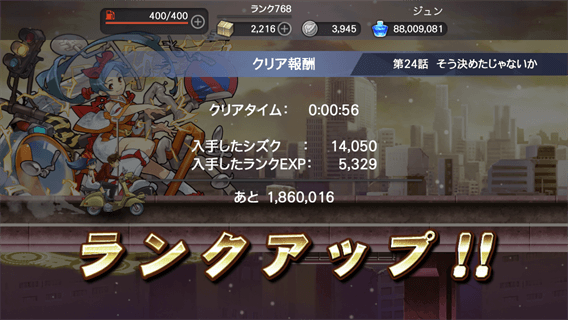 ランク768
ジュン
400/400
2,216
3,945
88,009,081
クリア報酬
第24話 そう決めたじゃないか
クリアタイム: 0:00:56
入手したシズク : 14,050
入手したランクEXP: 5,329
あと 1,860,016
ランクアップ!!